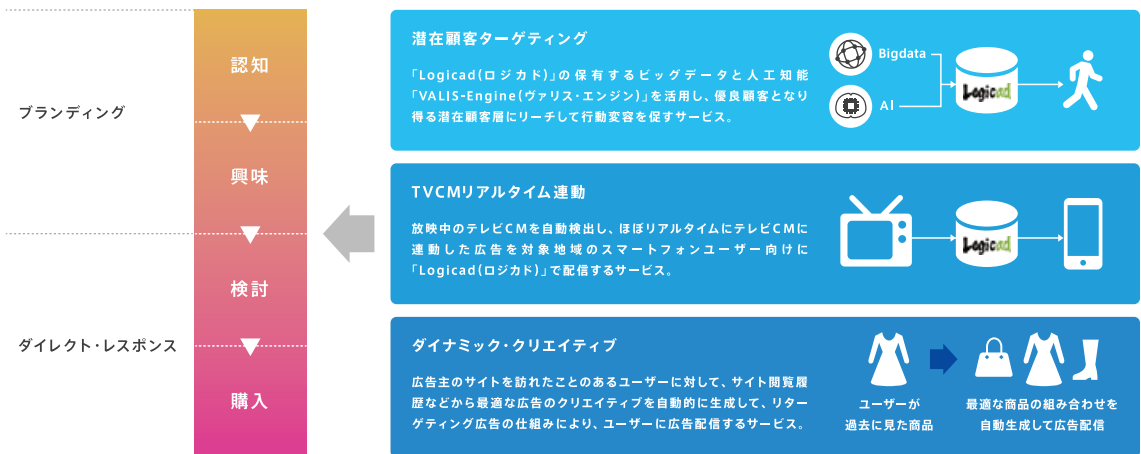 ブランディング
ダイレクト・レスポンス
認知
興味
検討
購入
潜在顧客ターゲティング
「Logicad(ロジカド)」の保有するビッグデータと人工知能
「VALIS-Engine(ヴァリス・エンジン)」を活用し、優良顧客となり
得る潜在顧客層にリーチして行動変容を促すサービス。
Bigdata
AI
Logicad
TVCMリアルタイム連動
放映中のテレビCMを自動検出し、ほぼリアルタイムにテレビCMに
連動した広告を対象地域のスマートフォンユーザー向けに
「Logicad(ロジカド)」で配信するサービス。
Logicad
ダイナミック・クリエイティブ
広告主のサイトを訪れたことのあるユーザーに対して、サイト閲覧履
歴などから最適な広告のクリエイティブを自動的に生成して、リター
ゲティング広告の仕組みにより、ユーザーに広告配信するサービス。
ユーザーが
過去に見た商品
最適な商品の組み合わせを
自動生成して広告配信